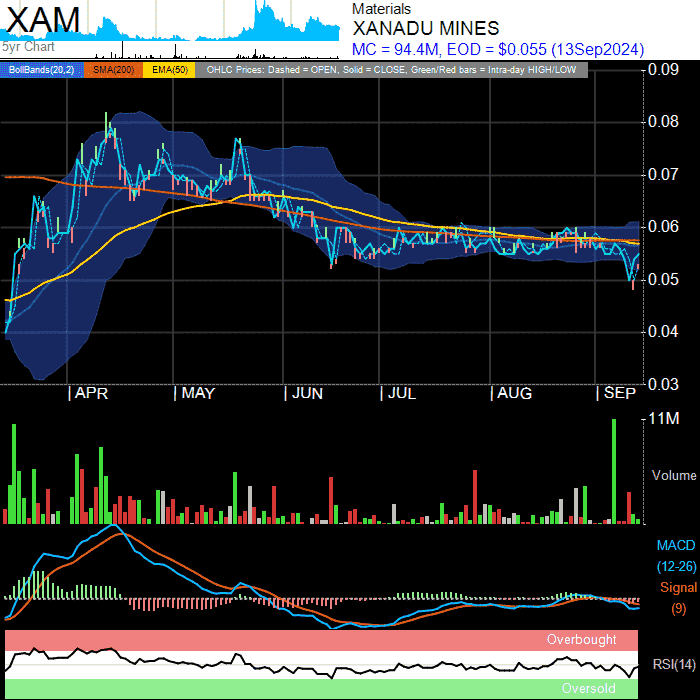 XAM
5yr Chart
Materials
XANADU MINES
MC = 94.4M, EOD = $0.055 (13Sep2024)
BollBands(20,2) SMA(200) EMA(50) OHLC Prices: Dashed = OPEN, Solid = CLOSE, Green/Red bars = Intra-day HIGH/LOW
0.09
0.08
0.07
0.06
0.05
0.04
0.03
APR MAY JUN JUL AUG SEP
11M
Volume
MACD
(12-26)
Signal
(9)
Overbought
RSI(14)
Oversold